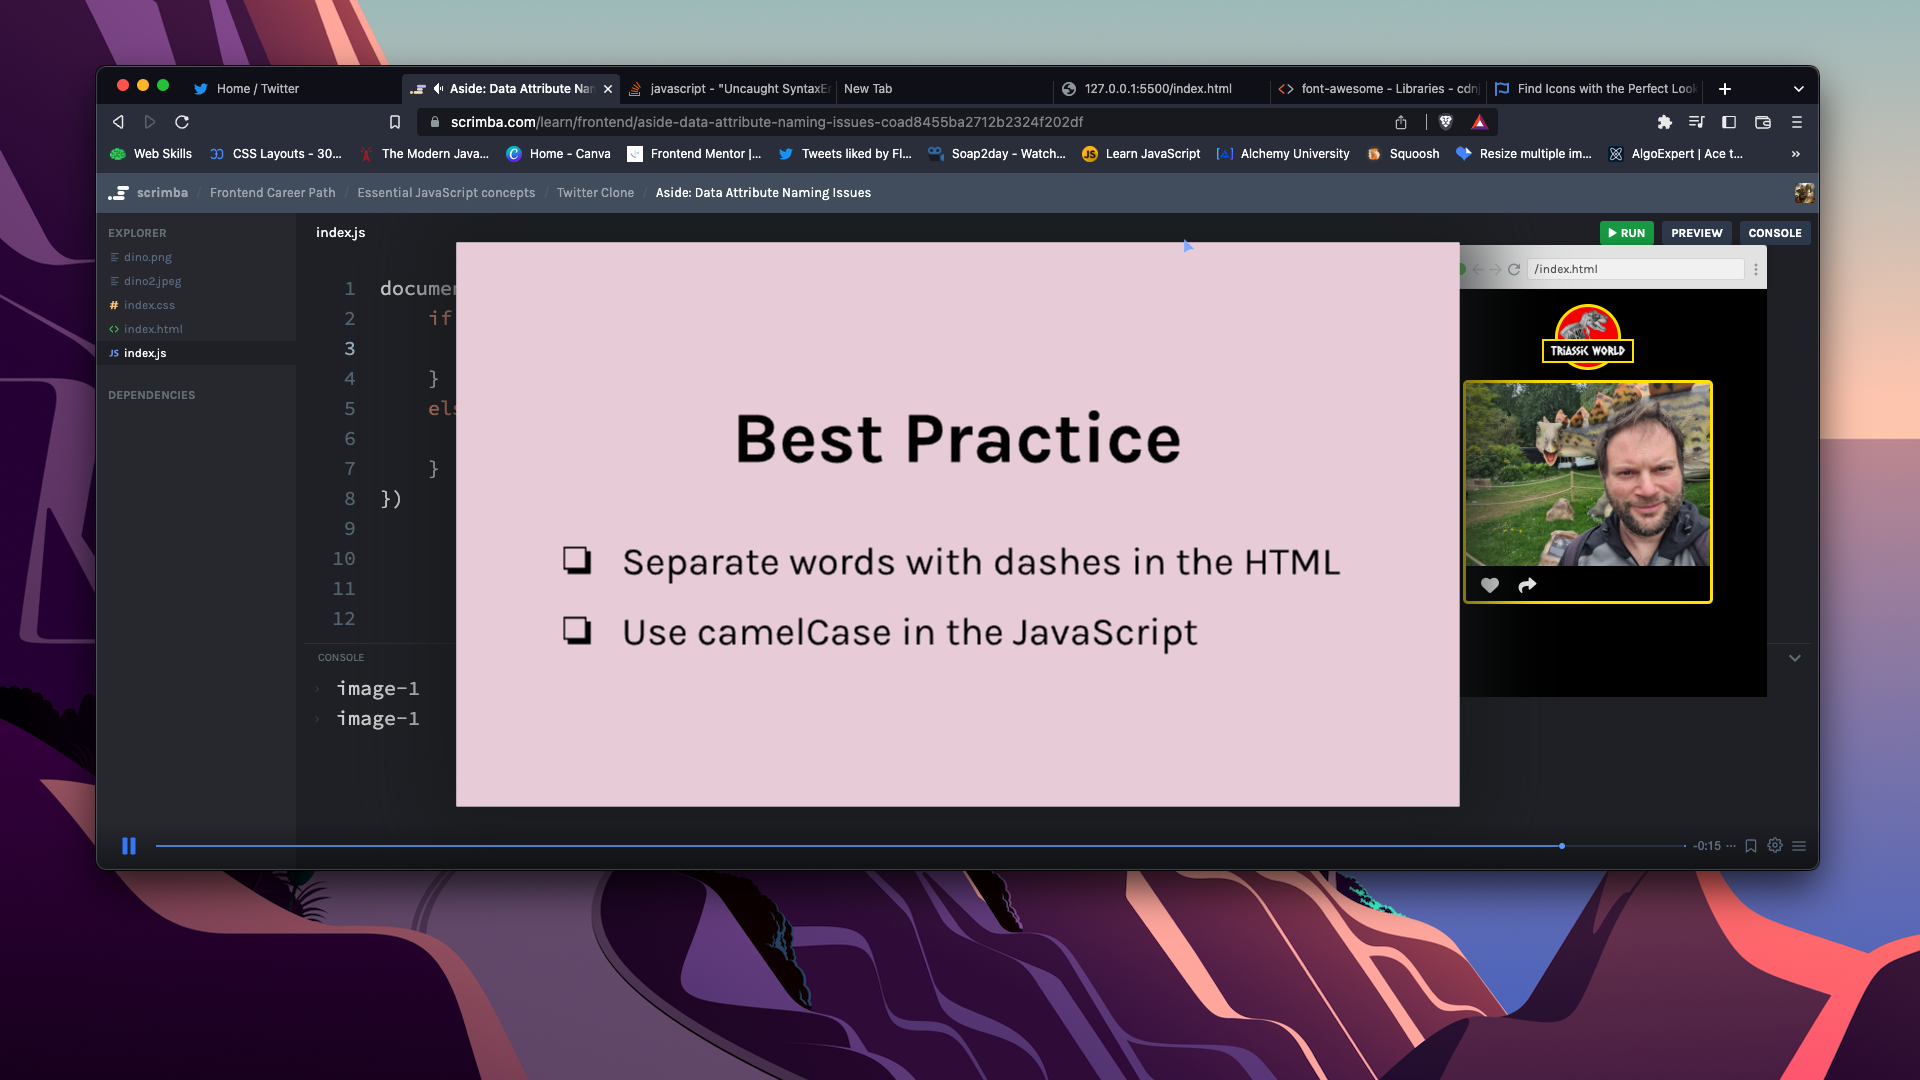 Home / Twitter
Aside: Data Attribute Nan
javascript - "Uncaught SyntaxEr
New Tab
127.0.0.1:5500/index.html
font-awesome - Libraries - cdnj
Find Icons with the Perfect Look
scrimba.com/learn/frontend/aside-data-attribute-naming-issues-coad8455ba2712b2324f202df
Web Skills
CSS Layouts - 30...
The Modern Java...
Home - Canva
Frontend Mentor |...
Tweets liked by Fl...
Soap2day - Watch...
JS
Learn JavaScript
Alchemy University
Squoosh
Resize multiple im...
AlgoExpert | Ace t...
»
scrimba / Frontend Career Path / Essential JavaScript concepts / Twitter Clone / Aside: Data Attribute Naming Issues
EXPLORER
dino.png
dino2.jpeg
# index.css
<> index.html
JS index.js
DEPENDENCIES
index.js
RUN
PREVIEW
CONSOLE
1 documen
2 if
3
4 }
5 els
6
7 }
8 })
9
10
11
12
Best Practice
Separate words with dashes in the HTML
Use camelCase in the JavaScript
/index.html
TRIASSIC WORLD
CONSOLE
› image-1
› image-1
-0:15